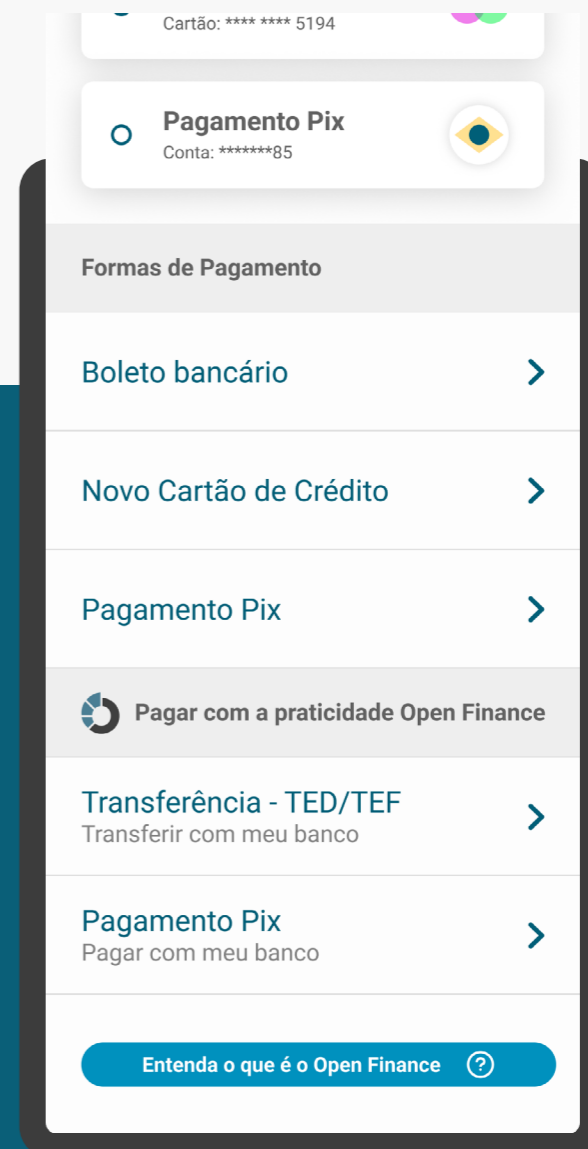 Cartão: **** **** 5194
Pagamento Pix
Conta: *******85
Formas de Pagamento
Boleto bancário
Novo Cartão de Crédito
Pagamento Pix
Pagar com a praticidade Open Finance
Transferência - TED/TEF
Transferir com meu banco
Pagamento Pix
Pagar com meu banco
Entenda o que é o Open Finance ?